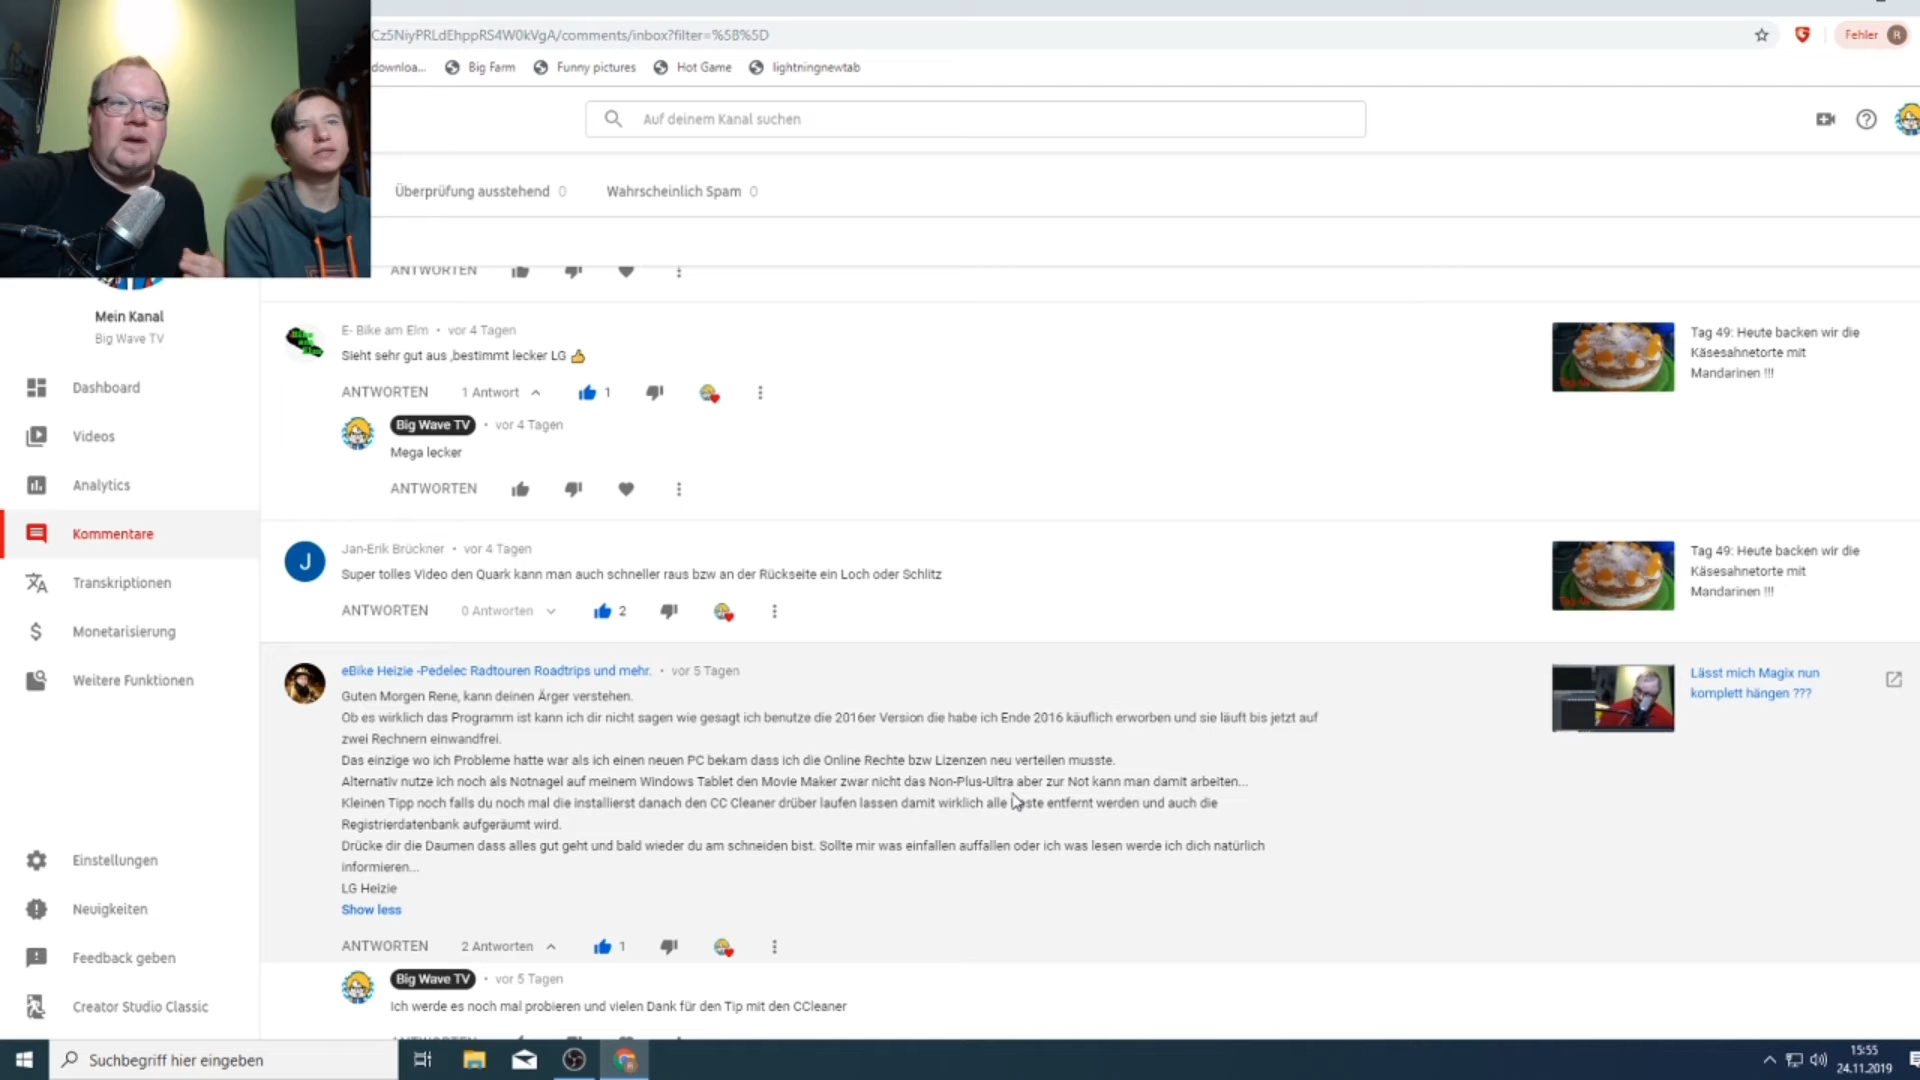 Cz5NiyPRLdEhppRS4W0kVgA/comments/inbox?filter=%5B%5D
Fehler R
downloa... Big Farm Funny pictures Hot Game lightningnewtab
Auf deinem Kanal suchen
Überprüfung ausstehend 0 Wahrscheinlich Spam 0
ANTWORTEN
Mein Kanal
Big Wave TV
Dashboard
Videos
Analytics
Kommentare
Transkriptionen
Monetarisierung
Weitere Funktionen
Einstellungen
Neuigkeiten
Feedback geben
Creator Studio Classic
E- Bike am Elm • vor 4 Tagen
Sieht sehr gut aus ,bestimmt lecker LG 👍
ANTWORTEN 1 Antwort 1
Tag 49: Heute backen wir die
Käsesahnetorte mit
Mandarinen !!!
Big Wave TV • vor 4 Tagen
Mega lecker
ANTWORTEN
J
Jan-Erik Brückner • vor 4 Tagen
Super tolles Video den Quark kann man auch schneller raus bzw an der Rückseite ein Loch oder Schlitz
ANTWORTEN 0 Antworten 2
Tag 49: Heute backen wir die
Käsesahnetorte mit
Mandarinen !!!
eBike Heizie -Pedelec Radtouren Roadtrips und mehr. • vor 5 Tagen
Guten Morgen Rene, kann deinen Ärger verstehen.
Ob es wirklich das Programm ist kann ich dir nicht sagen wie gesagt ich benutze die 2016er Version die habe ich Ende 2016 käuflich erworben und sie läuft bis jetzt auf
zwei Rechnern einwandfrei.
Das einzige wo ich Probleme hatte war als ich einen neuen PC bekam dass ich die Online Rechte bzw Lizenzen neu verteilen musste.
Alternativ nutze ich noch als Notnagel auf meinem Windows Tablet den Movie Maker zwar nicht das Non-Plus-Ultra aber zur Not kann man damit arbeiten...
Kleinen Tipp noch falls du noch mal die installierst danach den CC Cleaner drüber laufen lassen damit wirklich alle entfernt werden und auch die
Registrierdatenbank aufgeräumt wird.
Drücke dir die Daumen dass alles gut geht und bald wieder du am schneiden bist. Sollte mir was einfallen auffallen oder ich was lesen werde ich dich natürlich
informieren...
LG Heizie
Show less
ANTWORTEN 2 Antworten 1
Lässt mich Magix nun
komplett hängen ???
Big Wave TV • vor 5 Tagen
Ich werde es noch mal probieren und vielen Dank für den Tip mit den CCleaner
Suchbegriff hier eingeben
15:55
24.11.2019